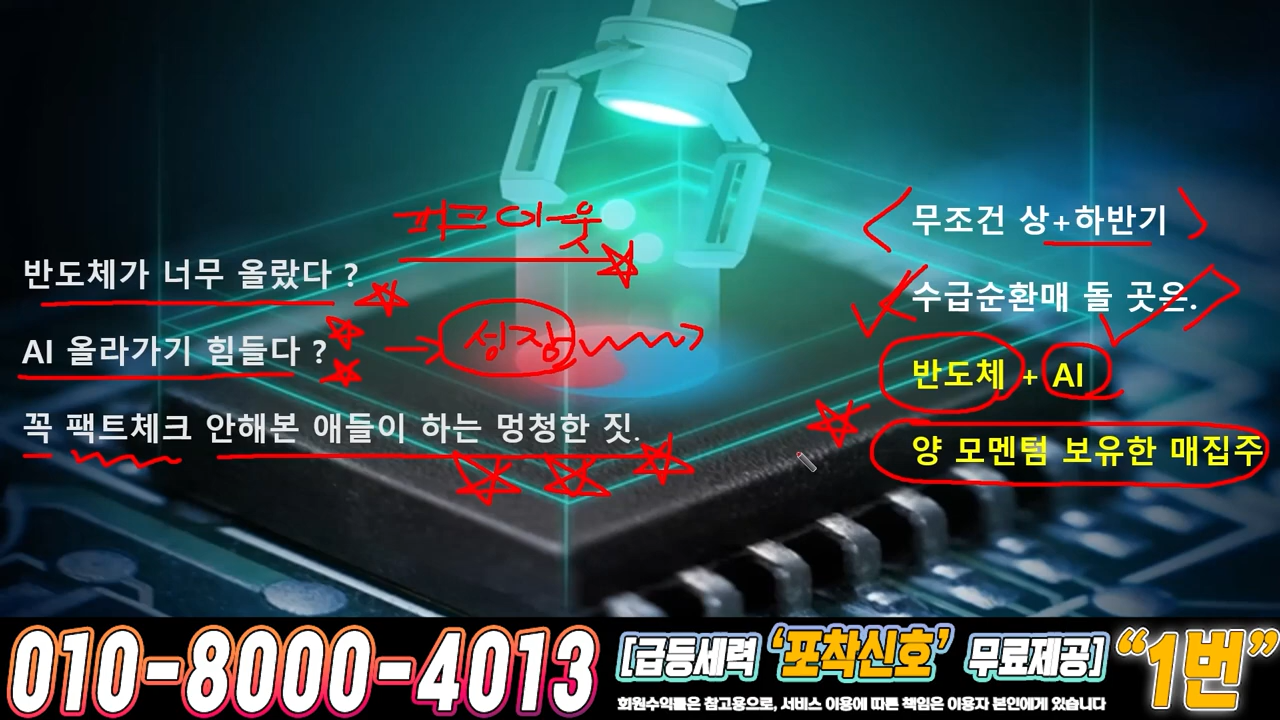 피크아웃
반도체가 너무 올랐다 ?
AI 올라가기 힘들다 ?
성장
꼭 팩트체크 안해본 애들이 하는 멍청한 짓.
무조건 상+하반기
수급순환매 돌 곳은.
반도체 + AI
양 모멘텀 보유한 매집주
010-8000-4013
[급등세력 '포착신호' 무료제공] "1번"
회원수익률은 참고용으로, 서비스 이용에 따른 책임은 이용자 본인에게 있습니다